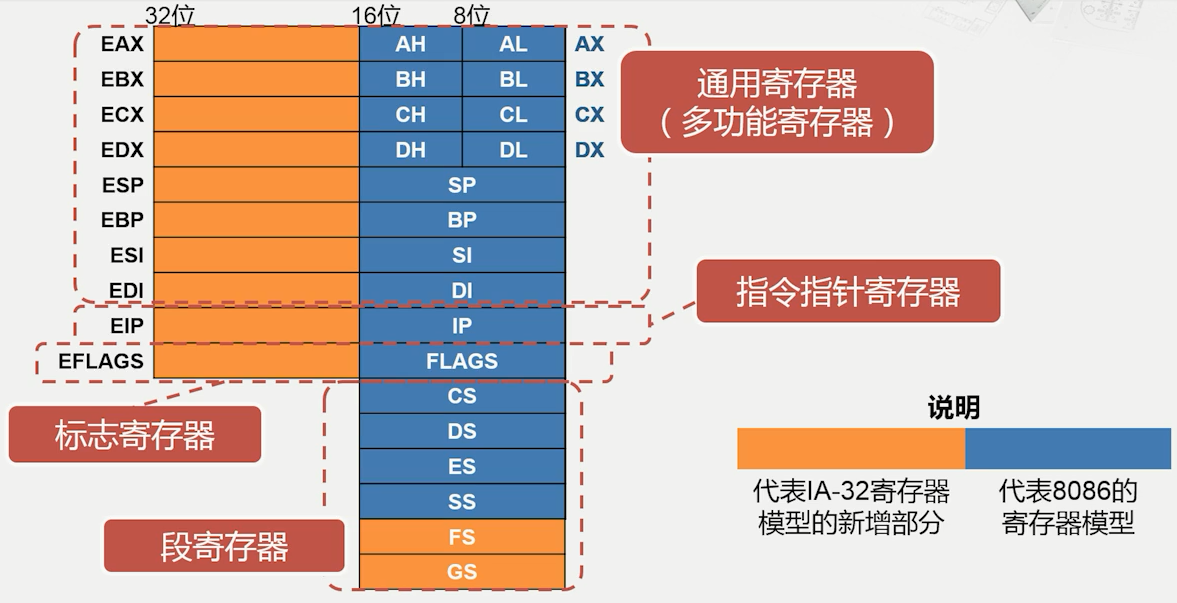 32位 16位 8位
EAX AH AL AX
EBX BH BL BX
ECX CH CL CX
EDX DH DL DX
ESP SP
EBP BP
ESI SI
EDI DI
EIP IP
EFLAGS FLAGS
CS
DS
ES
SS
FS
GS
通用寄存器
（多功能寄存器）
指令指针寄存器
标志寄存器
段寄存器
说明
代表IA-32寄存器
模型的新增部分
代表8086的
寄存器模型